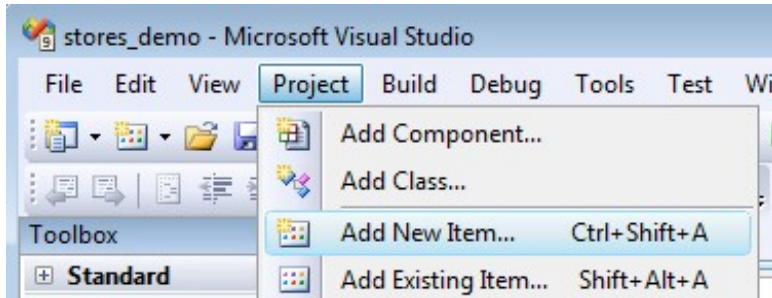 stores_demo - Microsoft Visual Studio
File Edit View Project Build Debug Tools Test
Add Component...
Add Class...
Toolbox
Add New Item... Ctrl+Shift+A
Standard
Add Existing Item... Shift+Alt+A